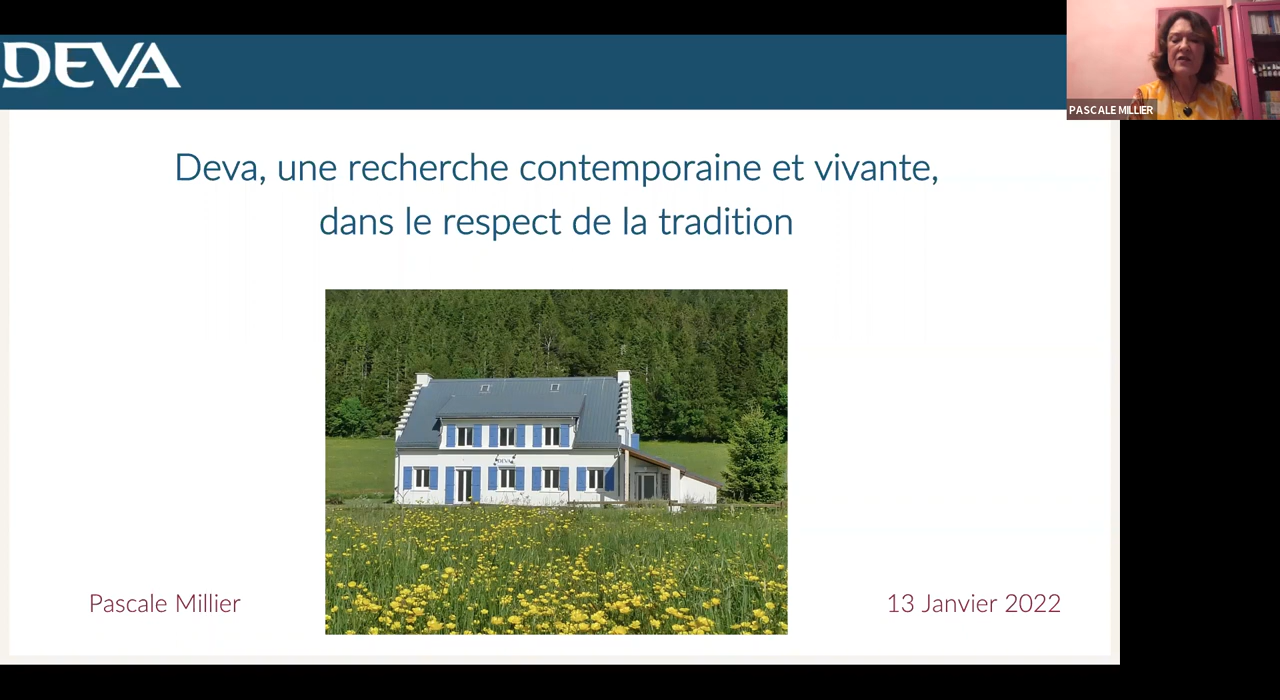 DEVA
PASCALE MILLIER
Deva, une recherche contemporaine et vivante,
dans le respect de la tradition
DEVA
Pascale Millier
13 Janvier 2022